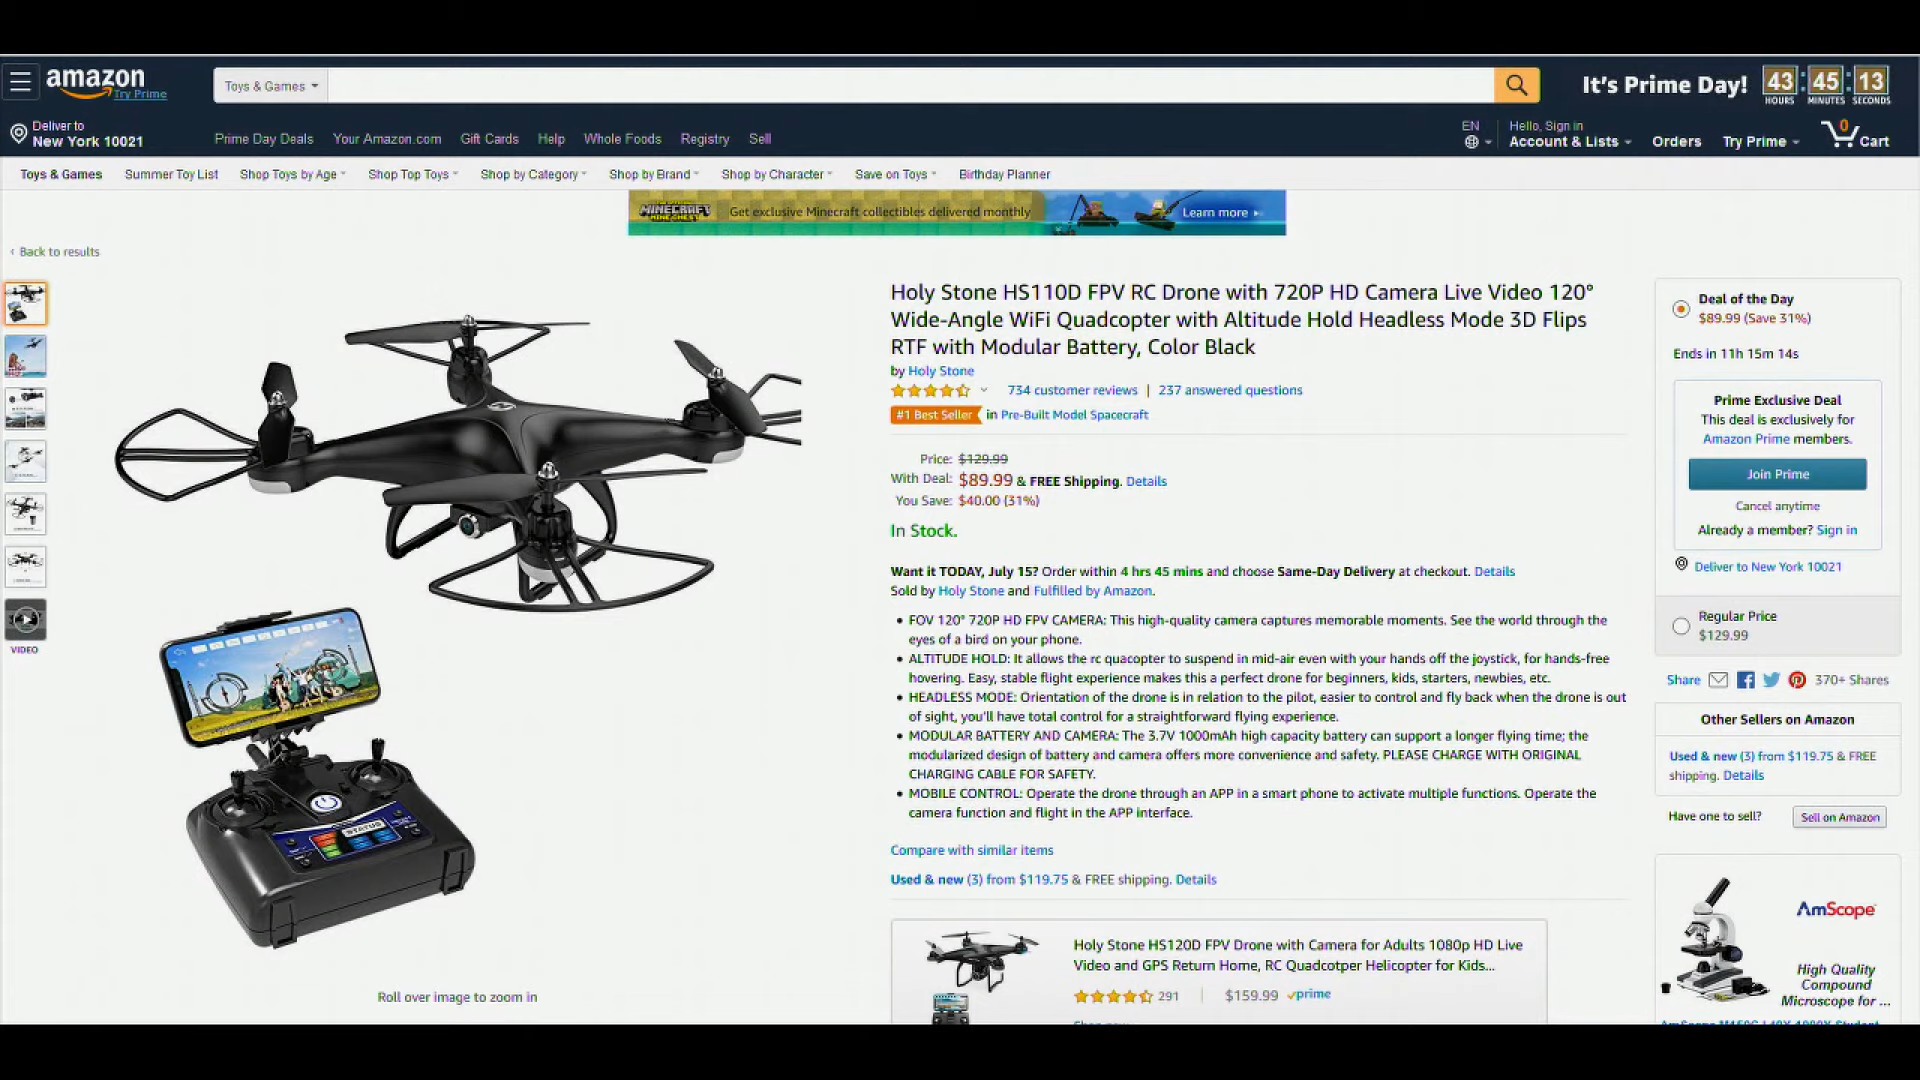 amazon
Try Prime
Toys & Games
It's Prime Day!
43 : 45 : 13
HOURS MINUTES SECONDS
Deliver to
New York 10021
Prime Day Deals Your Amazon.com Gift Cards Help Whole Foods Registry Sell
EN
Hello, Sign in
Account & Lists
Orders
Try Prime
0
Cart
Toys & Games Summer Toy List Shop Toys by Age Shop Top Toys Shop by Category Shop by Brand Shop by Character Save on Toys Birthday Planner
MINECRAFT
MINE CHEST
Get exclusive Minecraft collectibles delivered monthly
Learn more
‹ Back to results
VIDEO
STATUS
Roll over image to zoom in
Holy Stone HS110D FPV RC Drone with 720P HD Camera Live Video 120°
Wide-Angle WiFi Quadcopter with Altitude Hold Headless Mode 3D Flips
RTF with Modular Battery, Color Black
by Holy Stone
734 customer reviews | 237 answered questions
#1 Best Seller in Pre-Built Model Spacecraft
Price: $129.99
With Deal: $89.99 & FREE Shipping. Details
You Save: $40.00 (31%)
In Stock.
Want it TODAY, July 15? Order within 4 hrs 45 mins and choose Same-Day Delivery at checkout. Details
Sold by Holy Stone and Fulfilled by Amazon.
• FOV 120° 720P HD FPV CAMERA: This high-quality camera captures memorable moments. See the world through the
eyes of a bird on your phone.
• ALTITUDE HOLD: It allows the rc quacopter to suspend in mid-air even with your hands off the joystick, for hands-free
hovering. Easy, stable flight experience makes this a perfect drone for beginners, kids, starters, newbies, etc.
• HEADLESS MODE: Orientation of the drone is in relation to the pilot, easier to control and fly back when the drone is out
of sight, you'll have total control for a straightforward flying experience.
• MODULAR BATTERY AND CAMERA: The 3.7V 1000mAh high capacity battery can support a longer flying time; the
modularized design of battery and camera offers more convenience and safety. PLEASE CHARGE WITH ORIGINAL
CHARGING CABLE FOR SAFETY.
• MOBILE CONTROL: Operate the drone through an APP in a smart phone to activate multiple functions. Operate the
camera function and flight in the APP interface.
Compare with similar items
Used & new (3) from $119.75 & FREE shipping. Details
Holy Stone HS120D FPV Drone with Camera for Adults 1080p HD Live
Video and GPS Return Home, RC Quadcotper Helicopter for Kids...
291 | $159.99 prime
Deal of the Day
$89.99 (Save 31%)
Ends in 11h 15m 14s
Prime Exclusive Deal
This deal is exclusively for
Amazon Prime members.
Join Prime
Cancel anytime
Already a member? Sign in
Deliver to New York 10021
Regular Price
$129.99
Share 370+ Shares
Other Sellers on Amazon
Used & new (3) from $119.75 & FREE
shipping. Details
Have one to sell? Sell on Amazon
AmScope
High Quality
Compound
Microscope for ...